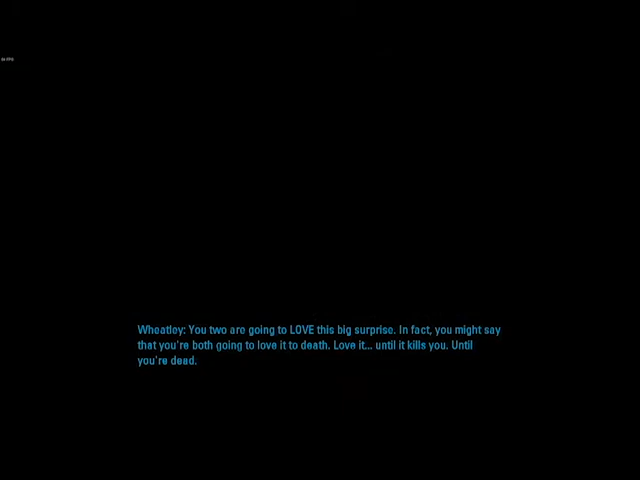 Wheatley: You two are going to LOVE this big surprise. In fact, you might say
that you're both going to love it to death. Love it... until it kills you. Until
you're dead.